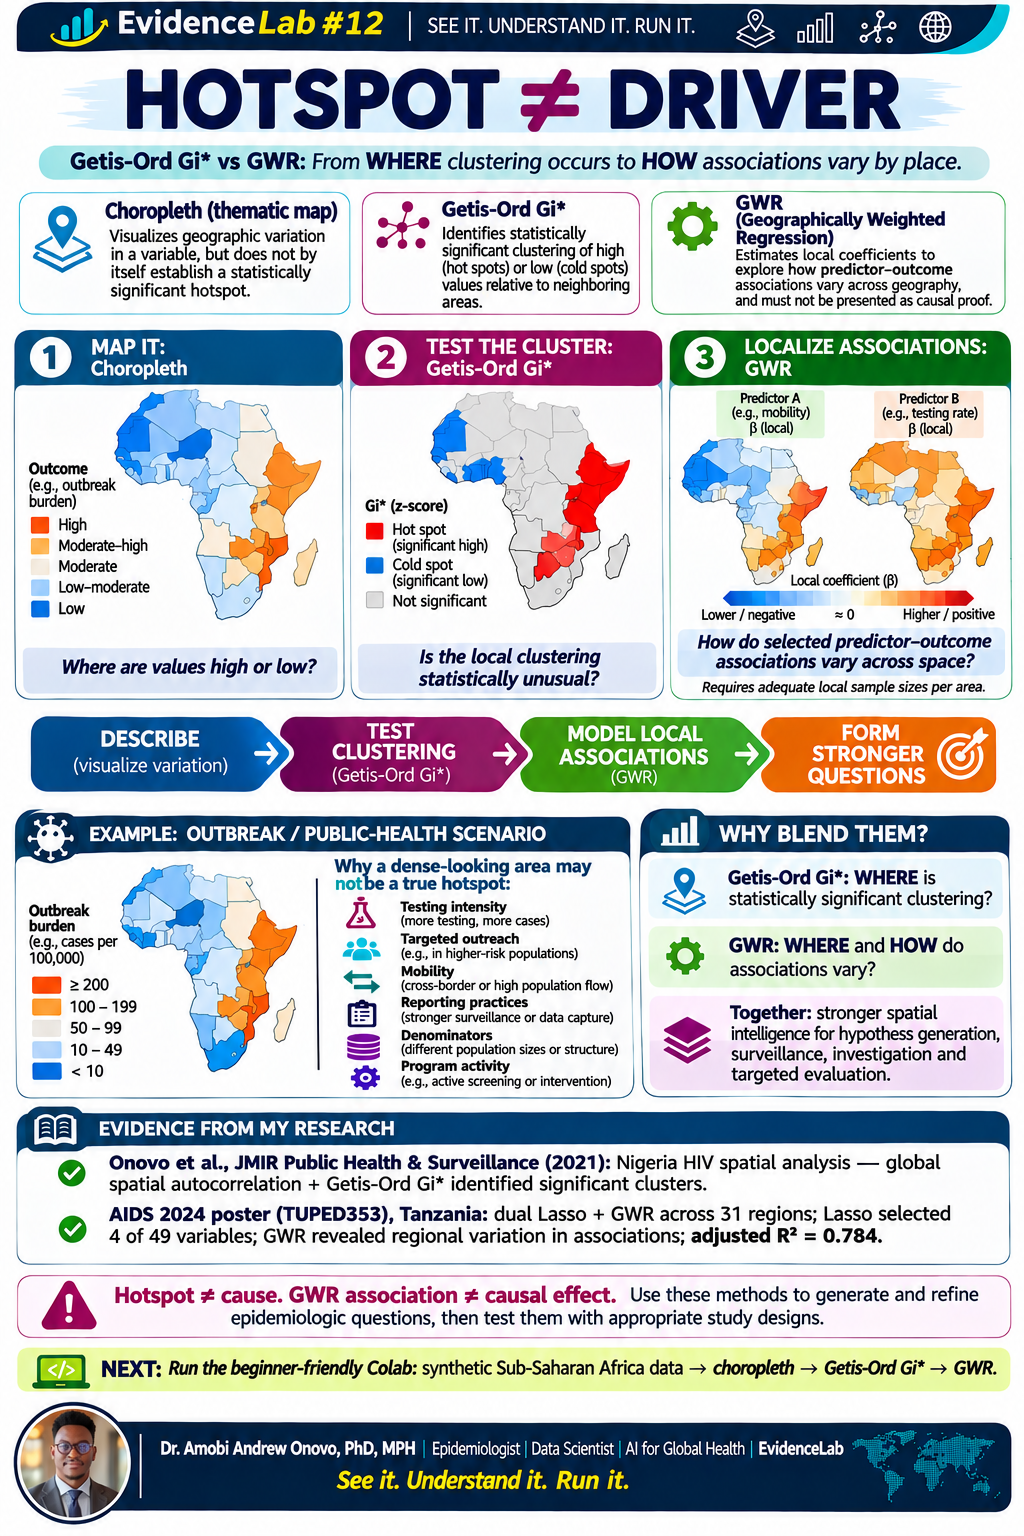 EvidenceLab #12
SEE IT. UNDERSTAND IT. RUN IT.
HOTSPOT ≠ DRIVER
Getis-Ord Gi* vs GWR: From WHERE clustering occurs to HOW associations vary by place.
Choropleth (thematic map)
Visualizes geographic variation
in a variable, but does not by
itself establish a statistically
significant hotspot.
Getis-Ord Gi*
Identifies statistically
significant clustering of high
(hot spots) or low (cold spots)
values relative to neighboring
areas.
GWR
(Geographically Weighted
Regression)
Estimates local coefficients to
explore how predictor–outcome
associations vary across geography,
and must not be presented as causal proof.
1
MAP IT:
Choropleth
Outcome
(e.g., outbreak
burden)
High
Moderate–high
Moderate
Low–moderate
Low
Where are values high or low?
2
TEST THE CLUSTER:
Getis-Ord Gi*
Gi* (z-score)
Hot spot
(significant high)
Cold spot
(significant low)
Not significant
Is the local clustering
statistically unusual?
3
LOCALIZE ASSOCIATIONS:
GWR
Predictor A
(e.g., mobility)
β (local)
Predictor B
(e.g., testing rate)
β (local)
Local coefficient (β)
Lower / negative
≈ 0
Higher / positive
How do selected predictor–outcome
associations vary across space?
Requires adequate local sample sizes per area.
DESCRIBE
(visualize variation)
TEST
CLUSTERING
(Getis-Ord Gi*)
MODEL LOCAL
ASSOCIATIONS
(GWR)
FORM
STRONGER
QUESTIONS
EXAMPLE: OUTBREAK / PUBLIC-HEALTH SCENARIO
Outbreak
burden
(e.g., cases per
100,000)
≥ 200
100 – 199
50 – 99
10 – 49
< 10
Why a dense-looking area may
not be a true hotspot:
Testing intensity
(more testing, more cases)
Targeted outreach
(e.g., in higher-risk populations)
Mobility
(cross-border or high population flow)
Reporting practices
(stronger surveillance or data capture)
Denominators
(different population sizes or structure)
Program activity
(e.g., active screening or intervention)
WHY BLEND THEM?
Getis-Ord Gi*: WHERE is
statistically significant clustering?
GWR: WHERE and HOW do
associations vary?
Together: stronger spatial
intelligence for hypothess generation,
surveillance, investigation and
targeted evaluation.
EVIDENCE FROM MY RESEARCH
Onovo et al., JMIR Public Health & Surveillance (2021): Nigeria HIV spatial analysis — global
spatial autocorrelation + Getis-Ord Gi* identified significant clusters.
AIDS 2024 poster (TUPED353), Tanzania: dual Lasso + GWR across 31 regions; Lasso selected
4 of 49 variables; GWR revealed regional variation in associations; adjusted R² = 0.784.
Hotspot ≠ cause. GWR association ≠ causal effect. Use these methods to generate and refine
epidemiologic questions, then test them with appropriate study designs.
</>
NEXT: Run the beginner-friendly Colab: synthetic Sub-Saharan Africa data → choropleth → Getis-Ord Gi* → GWR.
Dr. Amobi Andrew Onovo, PhD, MPH | Epidemiologist | Data Scientist | AI for Global Health | EvidenceLab
See it. Understand it. Run it.